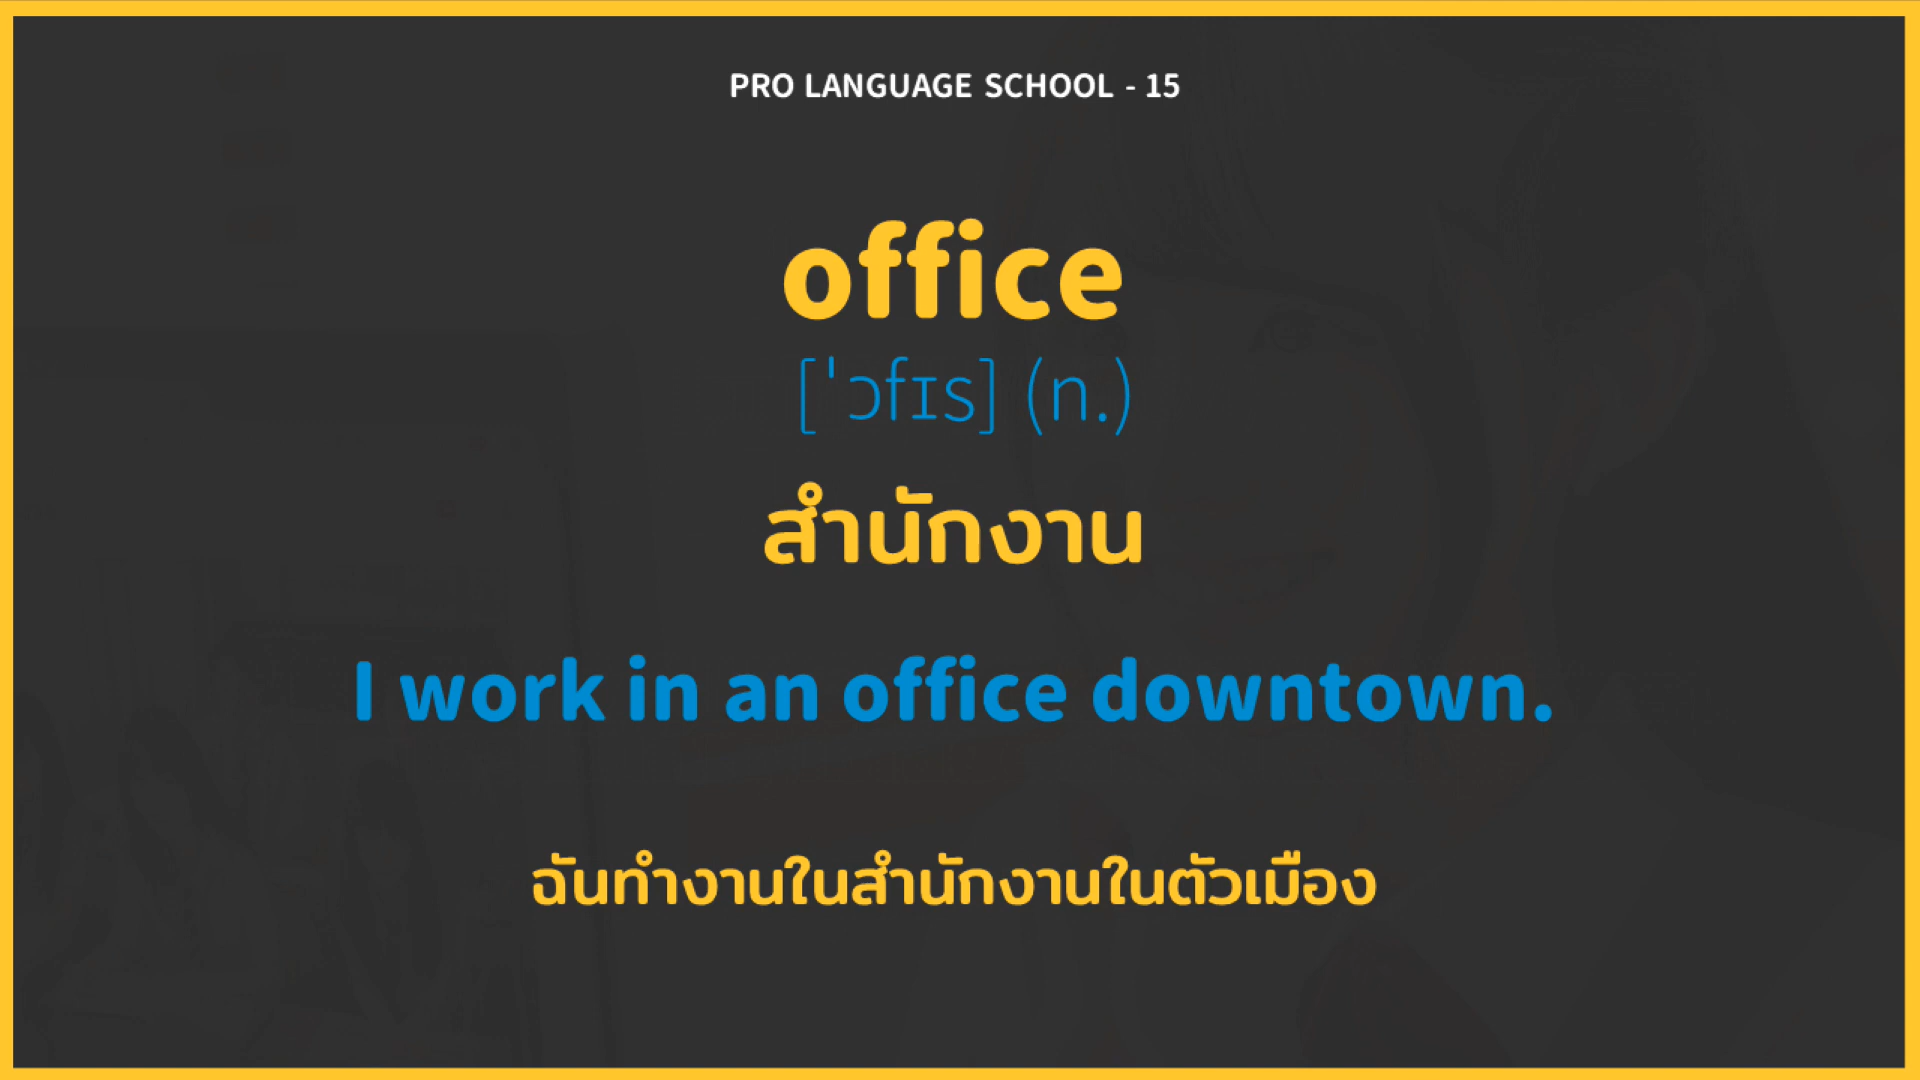 PRO LANGUAGE SCHOOL - 15
office
[ˈɔfɪs] (n.)
สำนักงาน
I work in an office downtown.
ฉันทำงานในสำนักงานในตัวเมือง